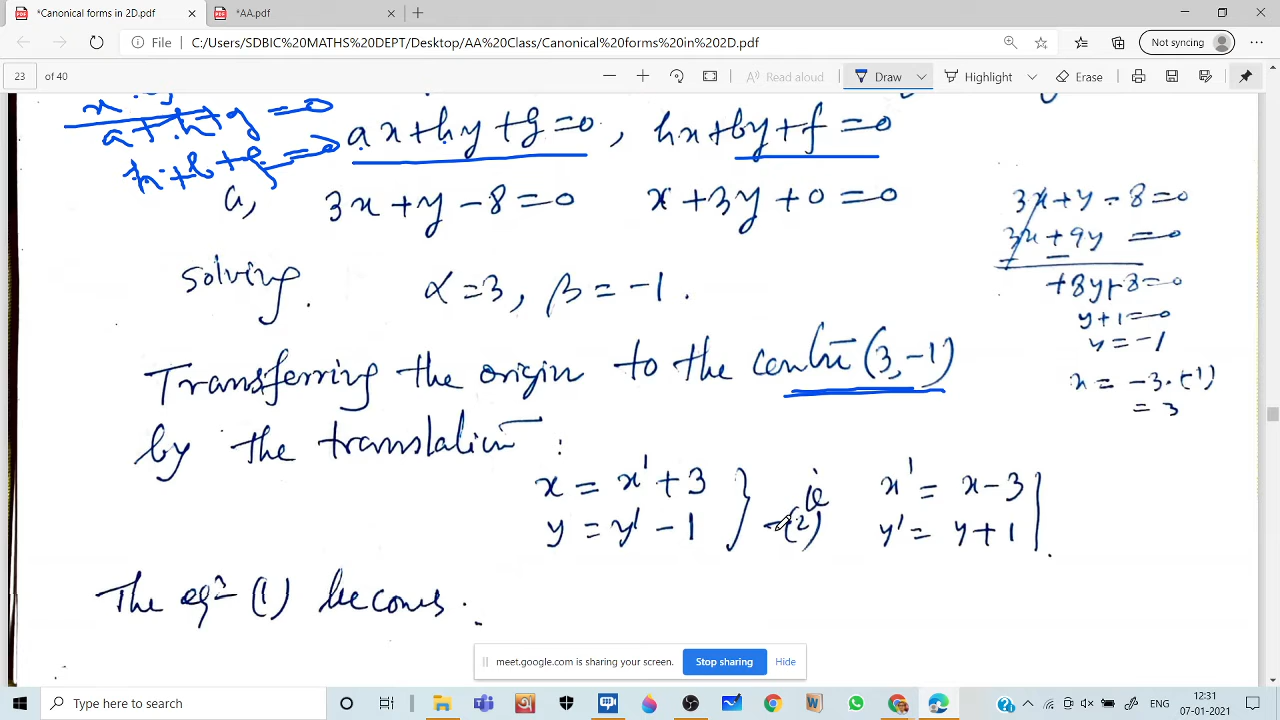 *Canonical forms in 2D.pdf
*AA.pdf
File
C:/Users/SDBIC%20MATHS%20DEPT/Desktop/AA%20Class/Canonical%20forms%20in%202D.pdf
Not syncing
23 of 40
Read aloud
Draw
Highlight
Erase
ax+hy+g=0, hx+by+f=0
3x+y-8=0 x+3y+0=0
solving α=3, β=-1.
Transferring the origin to the centre (3,-1)
by the translation:
x = x'+3
y = y'-1
} -(2)
ie
x' = x-3
y' = y+1
The eqn (1) becomes.
3x+y-8=0
3x+9y =0
y+1=0
y=-1
x = -3.(-1)
= 3
meet.google.com is sharing your screen.
Stop sharing
Hide
Type here to search
ENG
12:31
07-01-2021